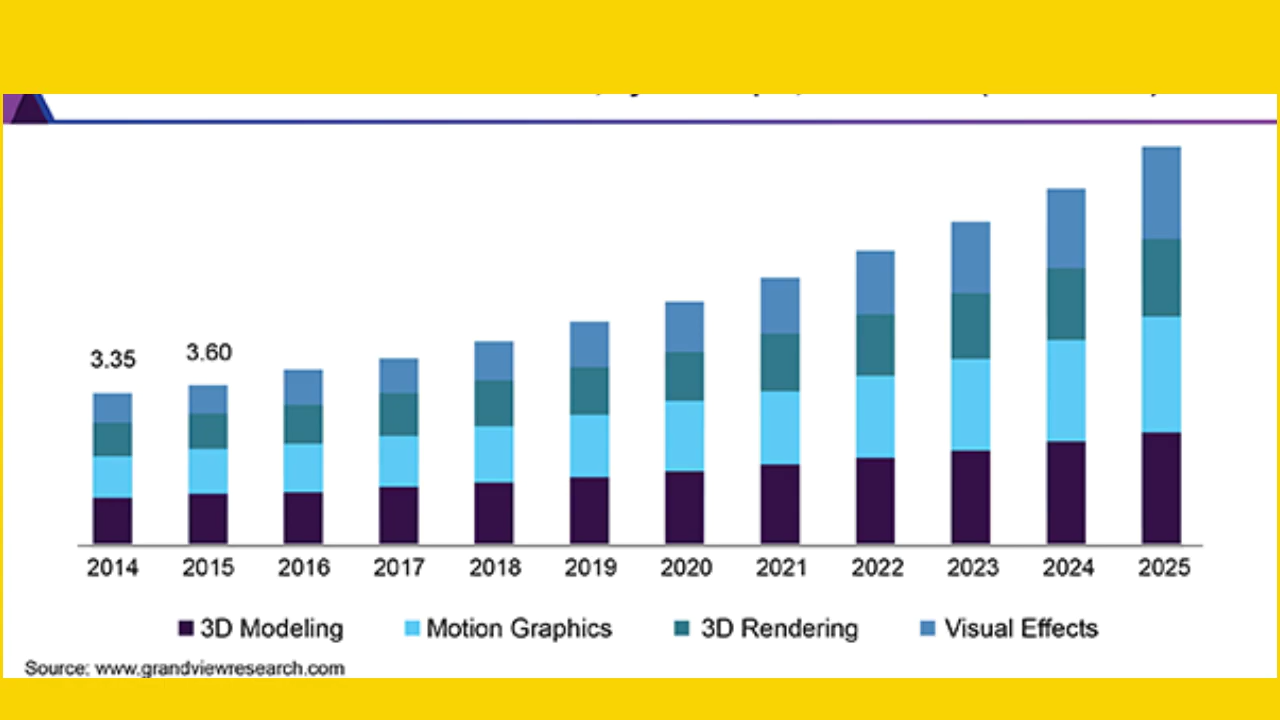 3.35
3.60
2014 2015 2016 2017 2018 2019 2020 2021 2022 2023 2024 2025
3D Modeling Motion Graphics 3D Rendering Visual Effects
Source: www.grandviewresearch.com